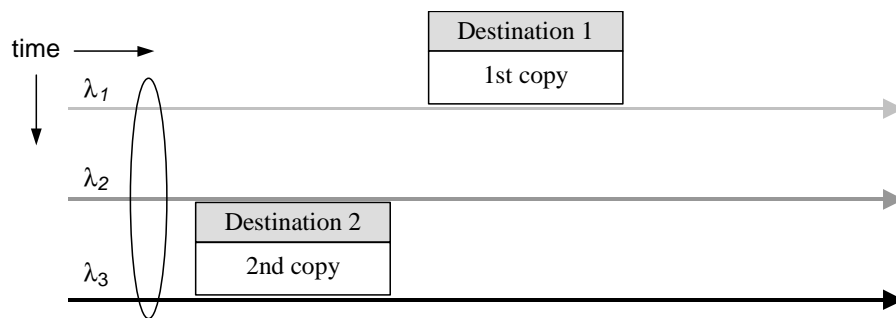 Destination 1
time
1st copy
λ1
λ2
Destination 2
2nd copy
λ3